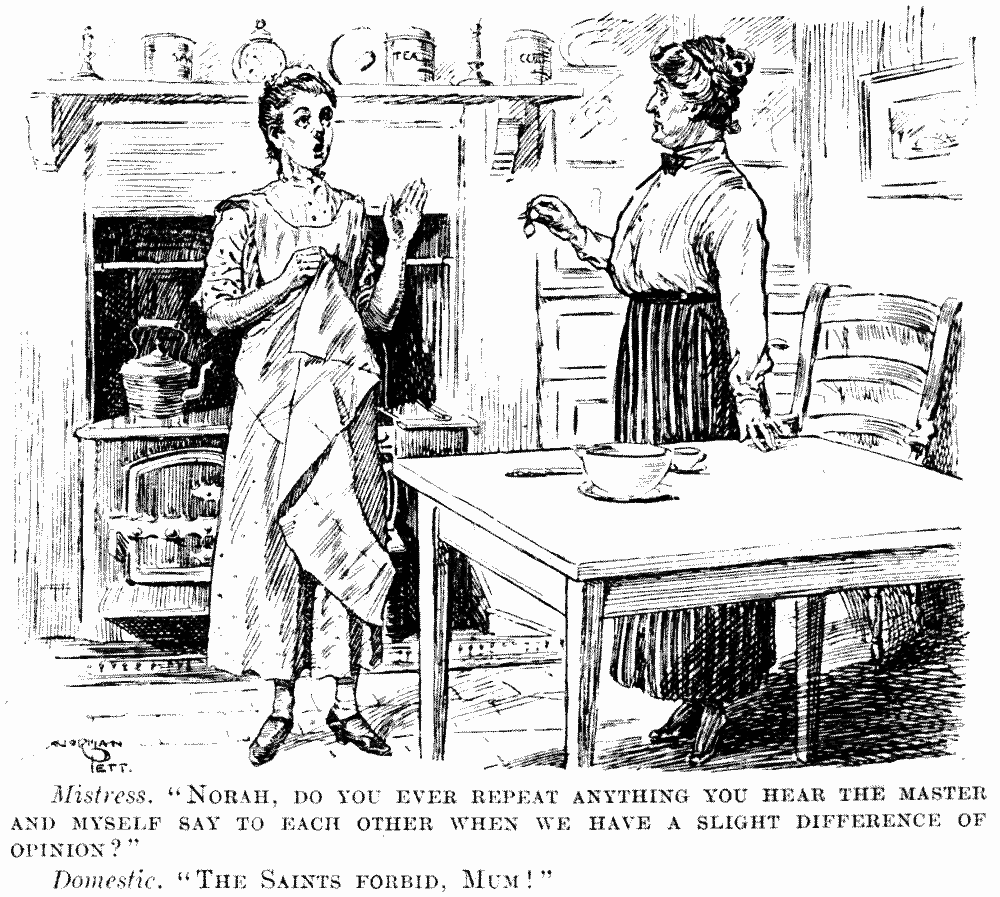 TEA
NORMAN
PETT.
Mistress. "NORAH, DO YOU EVER REPEAT ANYTHING YOU HEAR THE MASTER
AND MYSELF SAY TO EACH OTHER WHEN WE HAVE A SLIGHT DIFFERENCE OF
OPINION?"
Domestic. "THE SAINTS FORBID, MUM!"